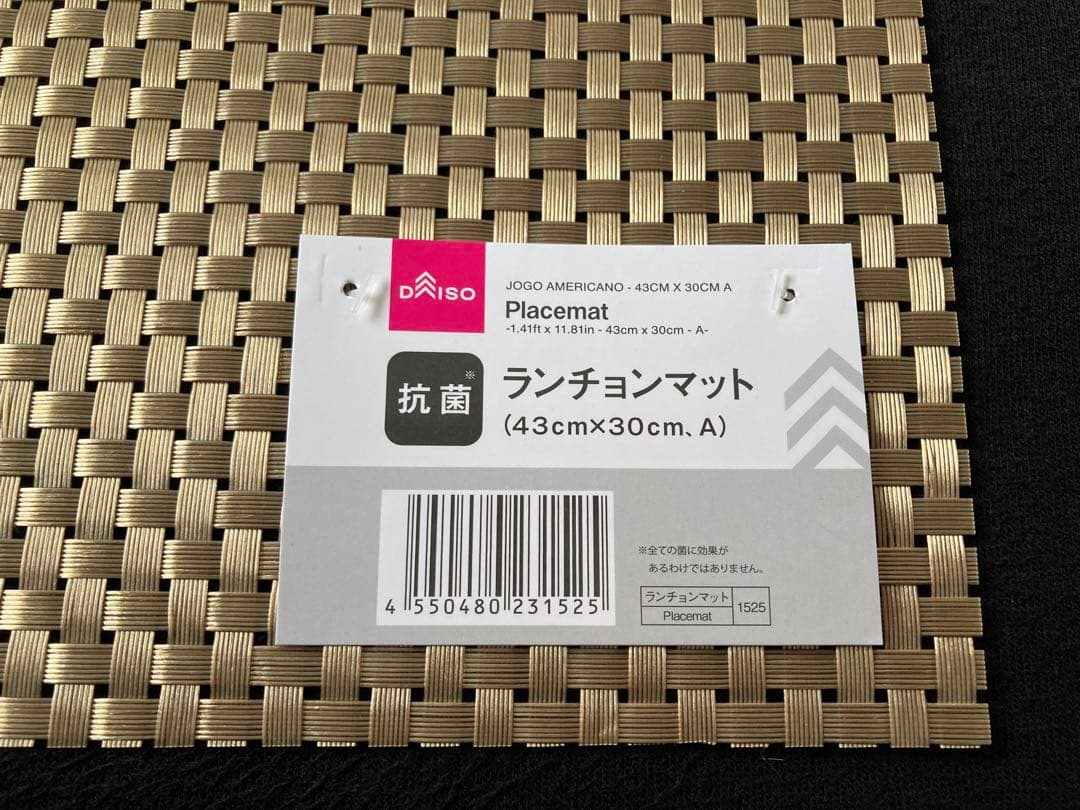 DAISO
JOGO AMERICANO - 43CM X 30CM A
Placemat
-1.41ft x 11.81in - 43cm x 30cm - A-
抗菌※
ランチョンマット
(43cm×30cm、A)
4 550480 231525
※全ての菌に効果が
あるわけではありません。
ランチョンマット
Placemat
1525